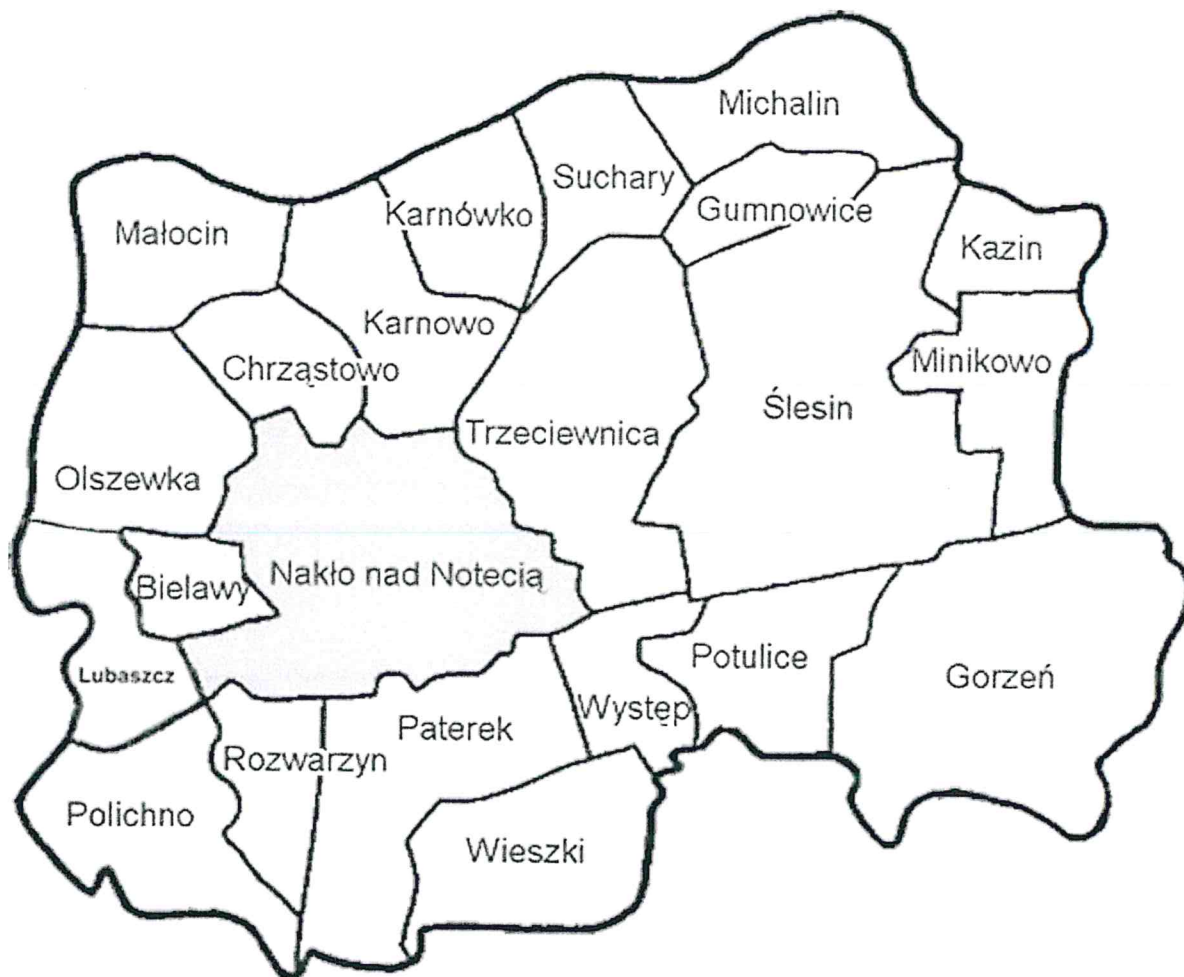 Michalin
Suchary
Karnówko
Gumnowice
Małocin
Kazin
Karnowo
Chrząstowo
Minikowo
Ślesin
Trzeciewnica
Olszewka
Bielawy
Nakło nad Notecią
Lubaszcz
Potulice
Gorzeń
Występ
Paterek
Rozwarzyn
Polichno
Wieszki